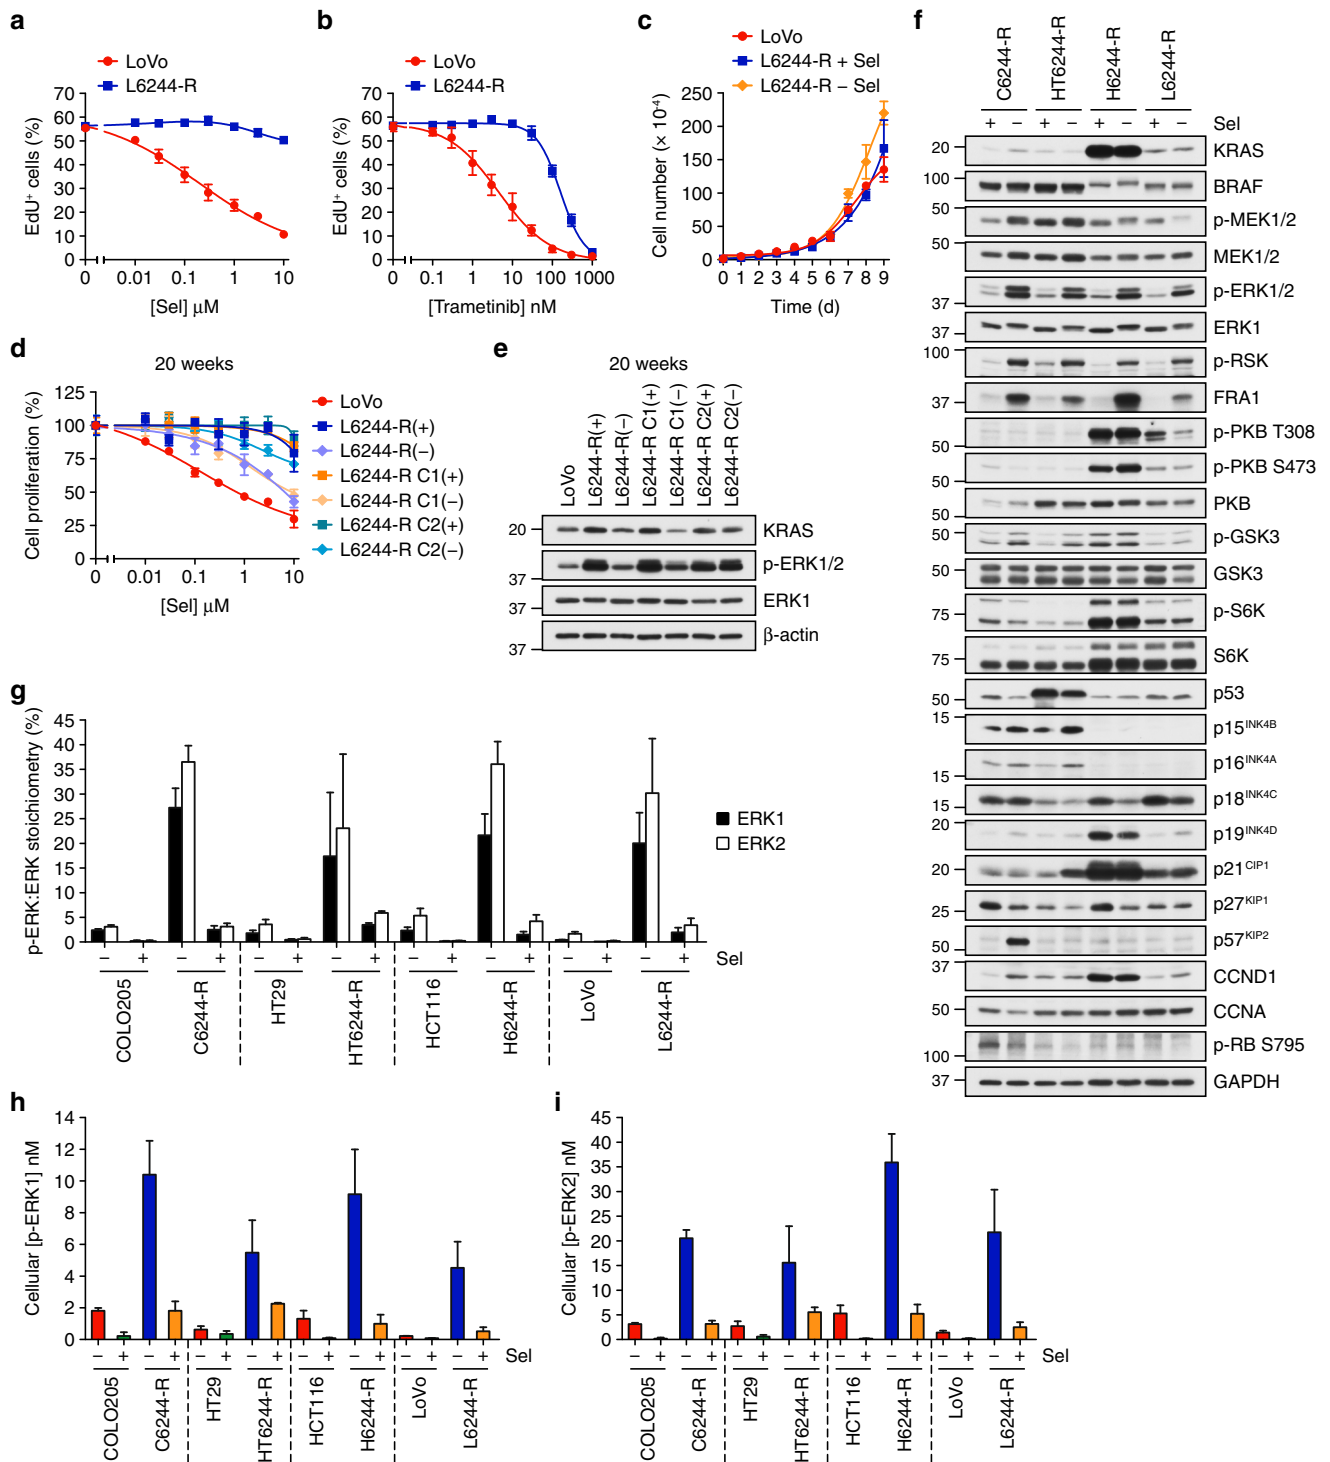 a
LoVo
L6244-R
EdU⁺ cells (%)
70
60
50
40
30
20
10
0
0 0.01 0.1 1 10
[Sel] μM
b
LoVo
L6244-R
EdU⁺ cells (%)
70
60
50
40
30
20
10
0
0 0.1 1 10 100 1000
[Trametinib] nM
c
LoVo
L6244-R + Sel
L6244-R − Sel
Cell number (× 10⁻⁴)
250
200
150
100
50
0
0 1 2 3 4 5 6 7 8 9
Time (d)
d
20 weeks
Cell proliferation (%)
125
100
75
50
25
0
0 0.01 0.1 1 10
[Sel] μM
LoVo
L6244-R(+)
L6244-R(−)
L6244-R C1(+)
L6244-R C1(−)
L6244-R C2(+)
L6244-R C2(−)
e
20 weeks
LoVo
L6244-R(+)
L6244-R(−)
L6244-R C1(+)
L6244-R C1(−)
L6244-R C2(+)
L6244-R C2(−)
20 KRAS
37 p-ERK1/2
37 ERK1
37 β-actin
f
C6244-R HT6244-R H6244-R L6244-R
+ − + − + − + − Sel
20 KRAS
100 BRAF
50 p-MEK1/2
50 MEK1/2
37 p-ERK1/2
37 ERK1
100 p-RSK
37 FRA1
50 p-PKB T308
50 p-PKB S473
50 PKB
50 p-GSK3
50 GSK3
75 p-S6K
75 S6K
50 p53
15 p15INK4B
15 p16INK4A
15 p18INK4C
20 p19INK4D
20 p21CIP1
25 p27KIP1
50 p57KIP2
37 CCND1
50 CCNA
100 p-RB S795
37 GAPDH
g
p-ERK:ERK stoichiometry (%)
45
40
35
30
25
20
15
10
5
0
ERK1
ERK2
− + − + − + − + − + − + − + − + Sel
COLO205 C6244-R HT29 HT6244-R HCT116 H6244-R LoVo L6244-R
h
Cellular [p-ERK1] nM
14
12
10
8
6
4
2
0
− + − + − + − + − + − + − + − + Sel
COLO205 C6244-R HT29 HT6244-R HCT116 H6244-R LoVo L6244-R
i
Cellular [p-ERK2] nM
45
40
35
30
25
20
15
10
5
0
− + − + − + − + − + − + − + − + Sel
COLO205 C6244-R HT29 HT6244-R HCT116 H6244-R LoVo L6244-R